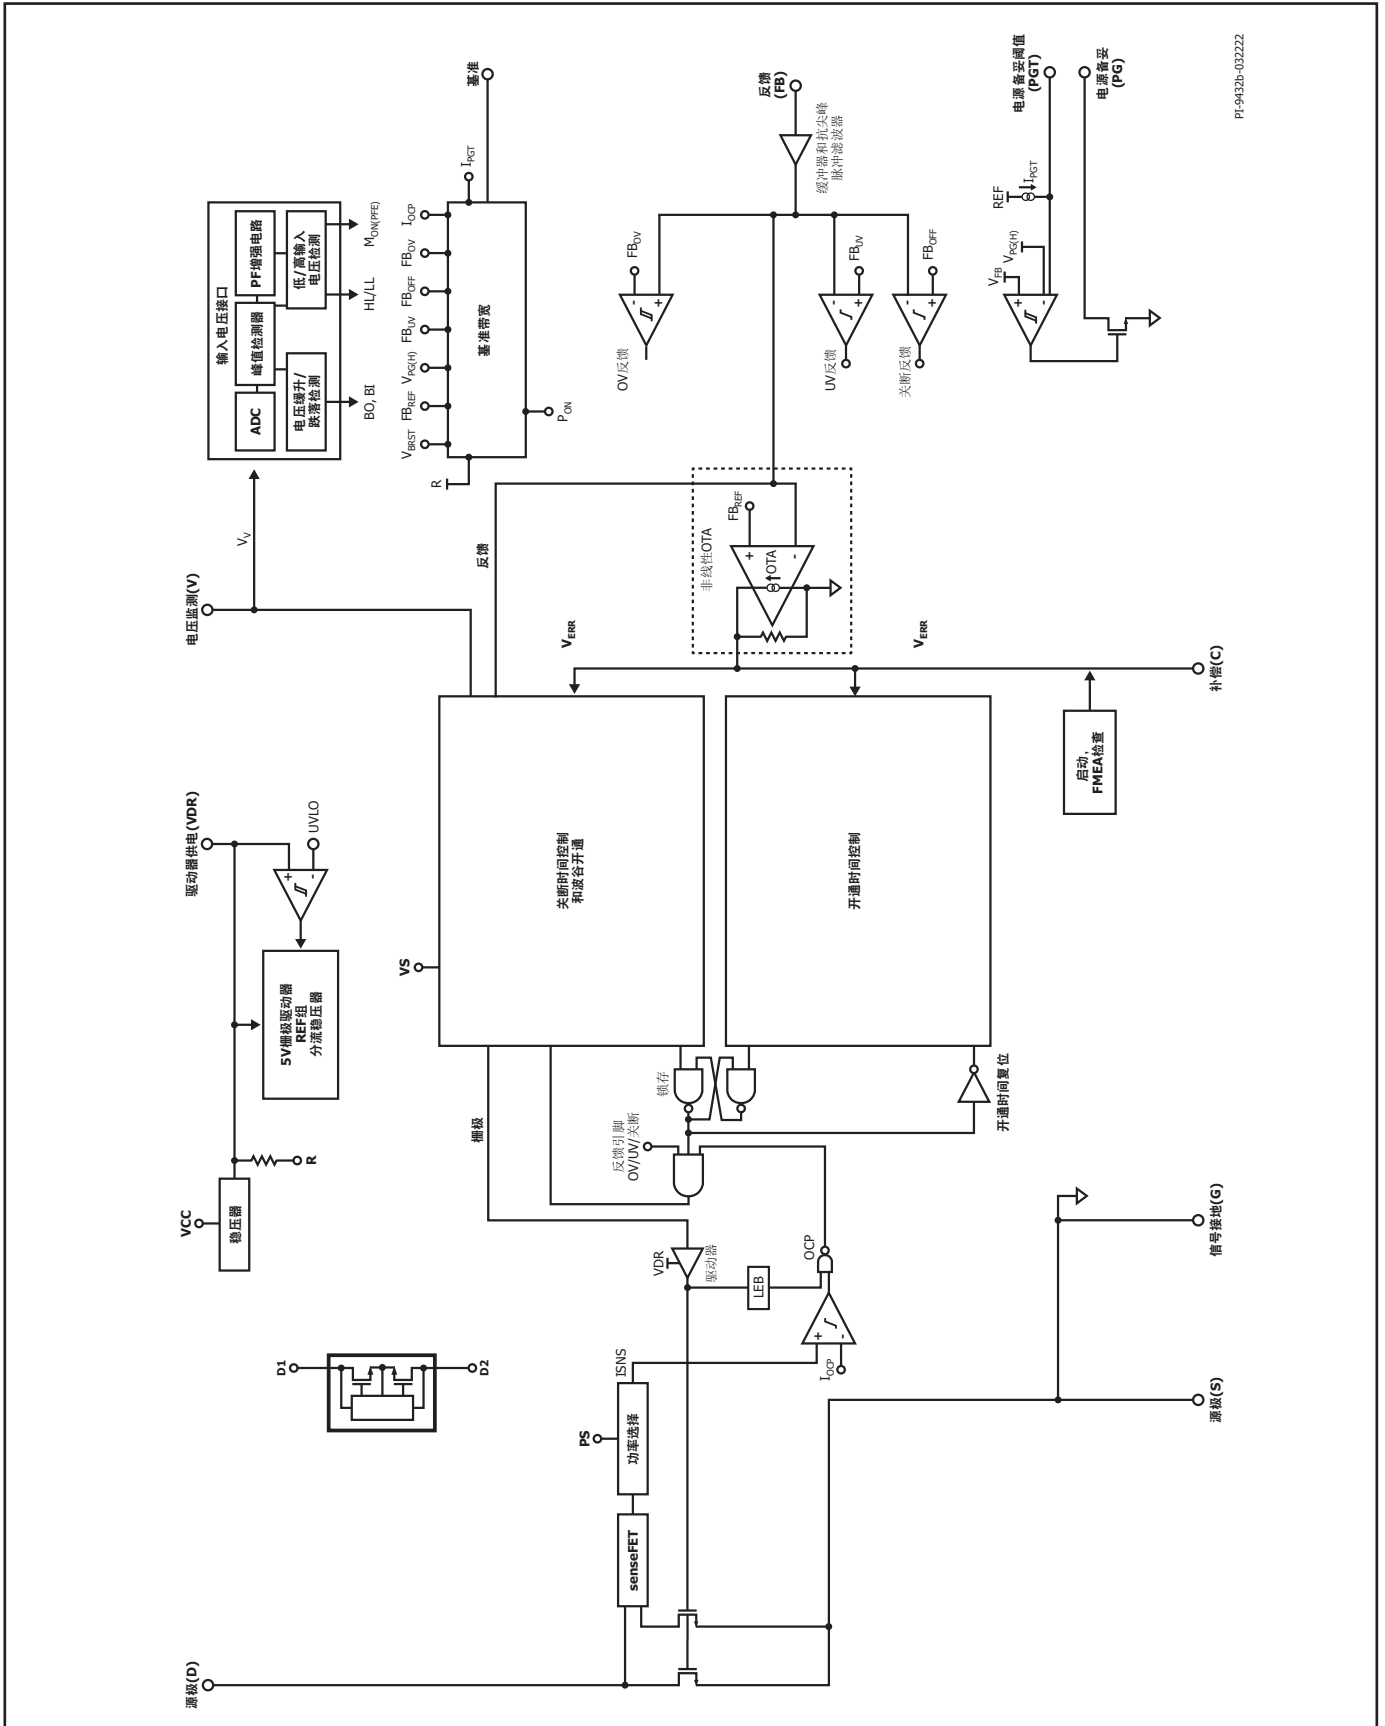 PI-9432b-032222
基准
反馈
(FB)
电源备妥阈值
(PGT)
电源备妥
(PG)
输入电压接口
PF增强电路
峰值检测器
ADC
低/高输入
电压检测
电压缓升/
跌落检测
MON(PFE)
HL/LL
BO, BI
IPGT
IOCP
FBOV
FBOFF
FBUV
VPG(H)
FBREF
VBRST
基准带宽
PON
R
缓冲器和抗尖峰
脉冲滤波器
FBOV
OV反馈
FBUV
UV反馈
FBOFF
关断反馈
REF
IPGT
VPG(H)
VFB
VV
电压监测(V)
反馈
非线性OTA
FBREF
OTA
VERR
VERR
补偿(C)
启动,
FMEA检查
驱动器供电(VDR)
UVLO
5V栅极驱动器
REF组
分流稳压器
VS
关断时间控制
和波谷开通
开通时间控制
锁存
开通时间复位
栅极
反馈引脚
OV/UV/关断
R
VCC
稳压器
VDR
驱动器
LEB
OCP
IOCP
信号接地(G)
D1
D2
ISNS
PS
功率选择
senseFET
源极(S)
源极(D)